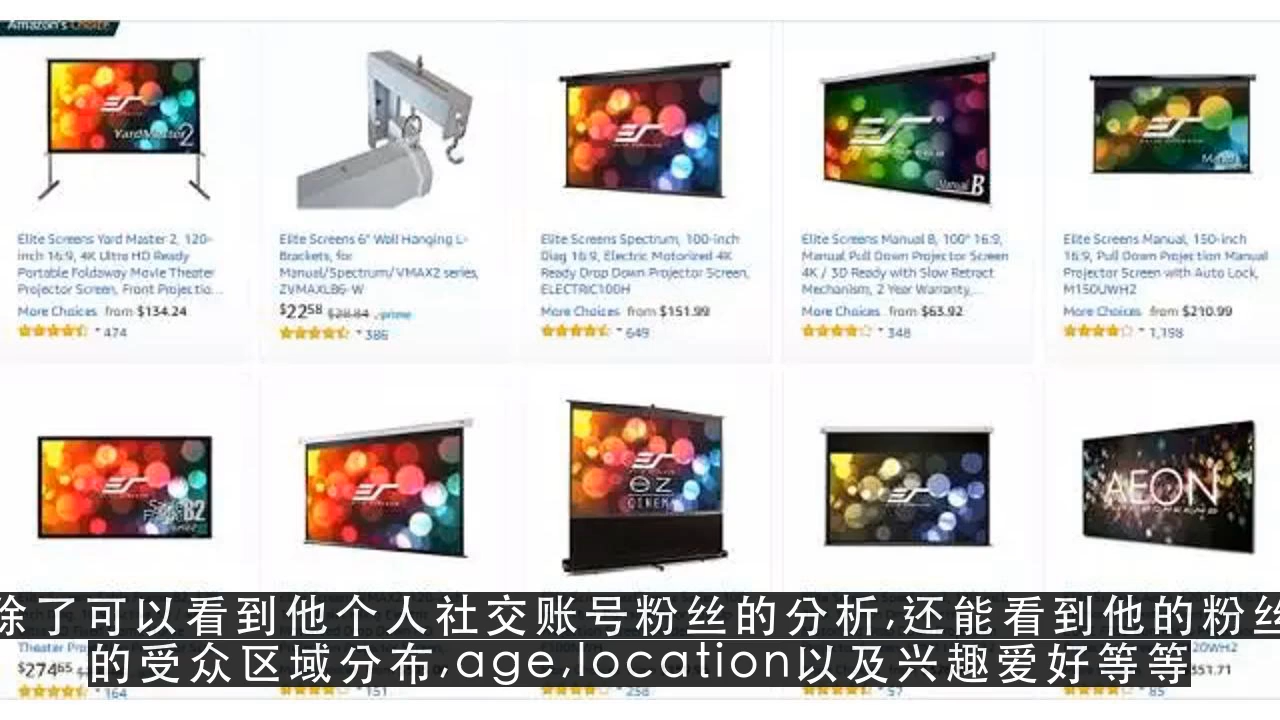 Amazon's Choice
YardMaster2
Manual B
Elite Screens Yard Master 2, 120-
inch 16:9, 4K Ultra HD Ready
Portable Foldaway Movie Theater
Projector Screen, Front Projectio...
More Choices from $134.24
474
Elite Screens 6" Wall Hanging L-
Brackets, for
Manual/Spectrum/VMAX2 series,
ZVMAXLB6-W
$22.58 $28.84 prime
386
Elite Screens Spectrum, 100-inch
Diag 16:9, Electric Motorized 4K
Ready Drop Down Projector Screen,
ELECTRIC100H
More Choices from $151.99
649
Elite Screens Manual B, 100" 16:9,
Manual Pull Down Projector Screen
4K / 3D Ready with Slow Retract
Mechanism, 2 Year Warranty,...
More Choices from $63.92
348
Elite Screens Manual, 150-inch
16:9, Pull Down Projection Manual
Projector Screen with Auto Lock,
M150UWH2
More Choices from $210.99
1,198
ez
CINEMA
AEON
除了可以看到他个人社交账号粉丝的分析,还能看到他的粉丝
的受众区域分布,age,location以及兴趣爱好等等
Theater Pro
$274.65
164
151
258
57
85